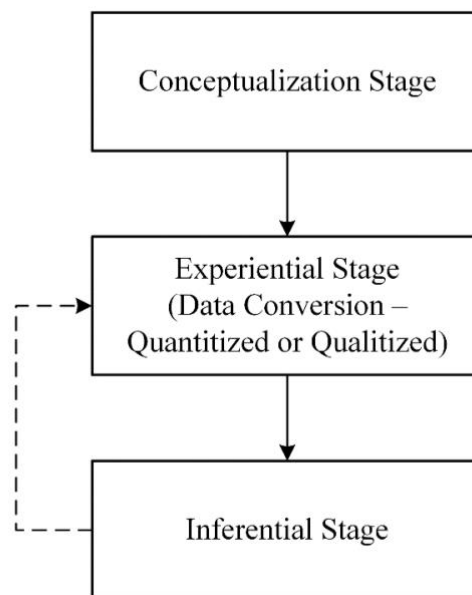 Conceptualization Stage
Experiential Stage
(Data Conversion –
Quantitized or Qualitized)
Inferential Stage